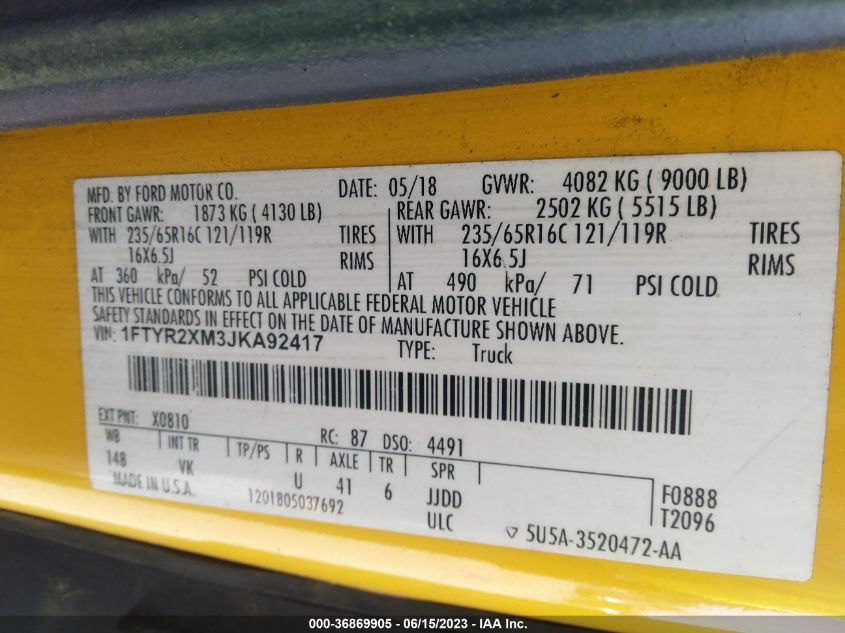 MFD. BY FORD MOTOR CO. DATE: 05/18 GVWR: 4082 KG ( 9000 LB)
FRONT GAWR: 1873 KG ( 4130 LB) REAR GAWR: 2502 KG ( 5515 LB)
WITH 235/65R16C 121/119R TIRES WITH 235/65R16C 121/119R TIRES
16X6.5J RIMS 16X6.5J RIMS
AT 360 kPa/ 52 PSI COLD AT 490 kPa/ 71 PSI COLD
THIS VEHICLE CONFORMS TO ALL APPLICABLE FEDERAL MOTOR VEHICLE
SAFETY STANDARDS IN EFFECT ON THE DATE OF MANUFACTURE SHOWN ABOVE.
VIN: 1FTYR2XM3JKA92417 TYPE: Truck
EXT PNT: X0810 RC: 87 DSO: 4491
WB INT TR TP/PS R AXLE TR SPR
148 VK U 41 6 JJDD F0888
MADE IN U.S.A. 1201805037692 ULC T2096
5U5A-3520472-AA
000-36869905 - 06/15/2023 - IAA Inc.